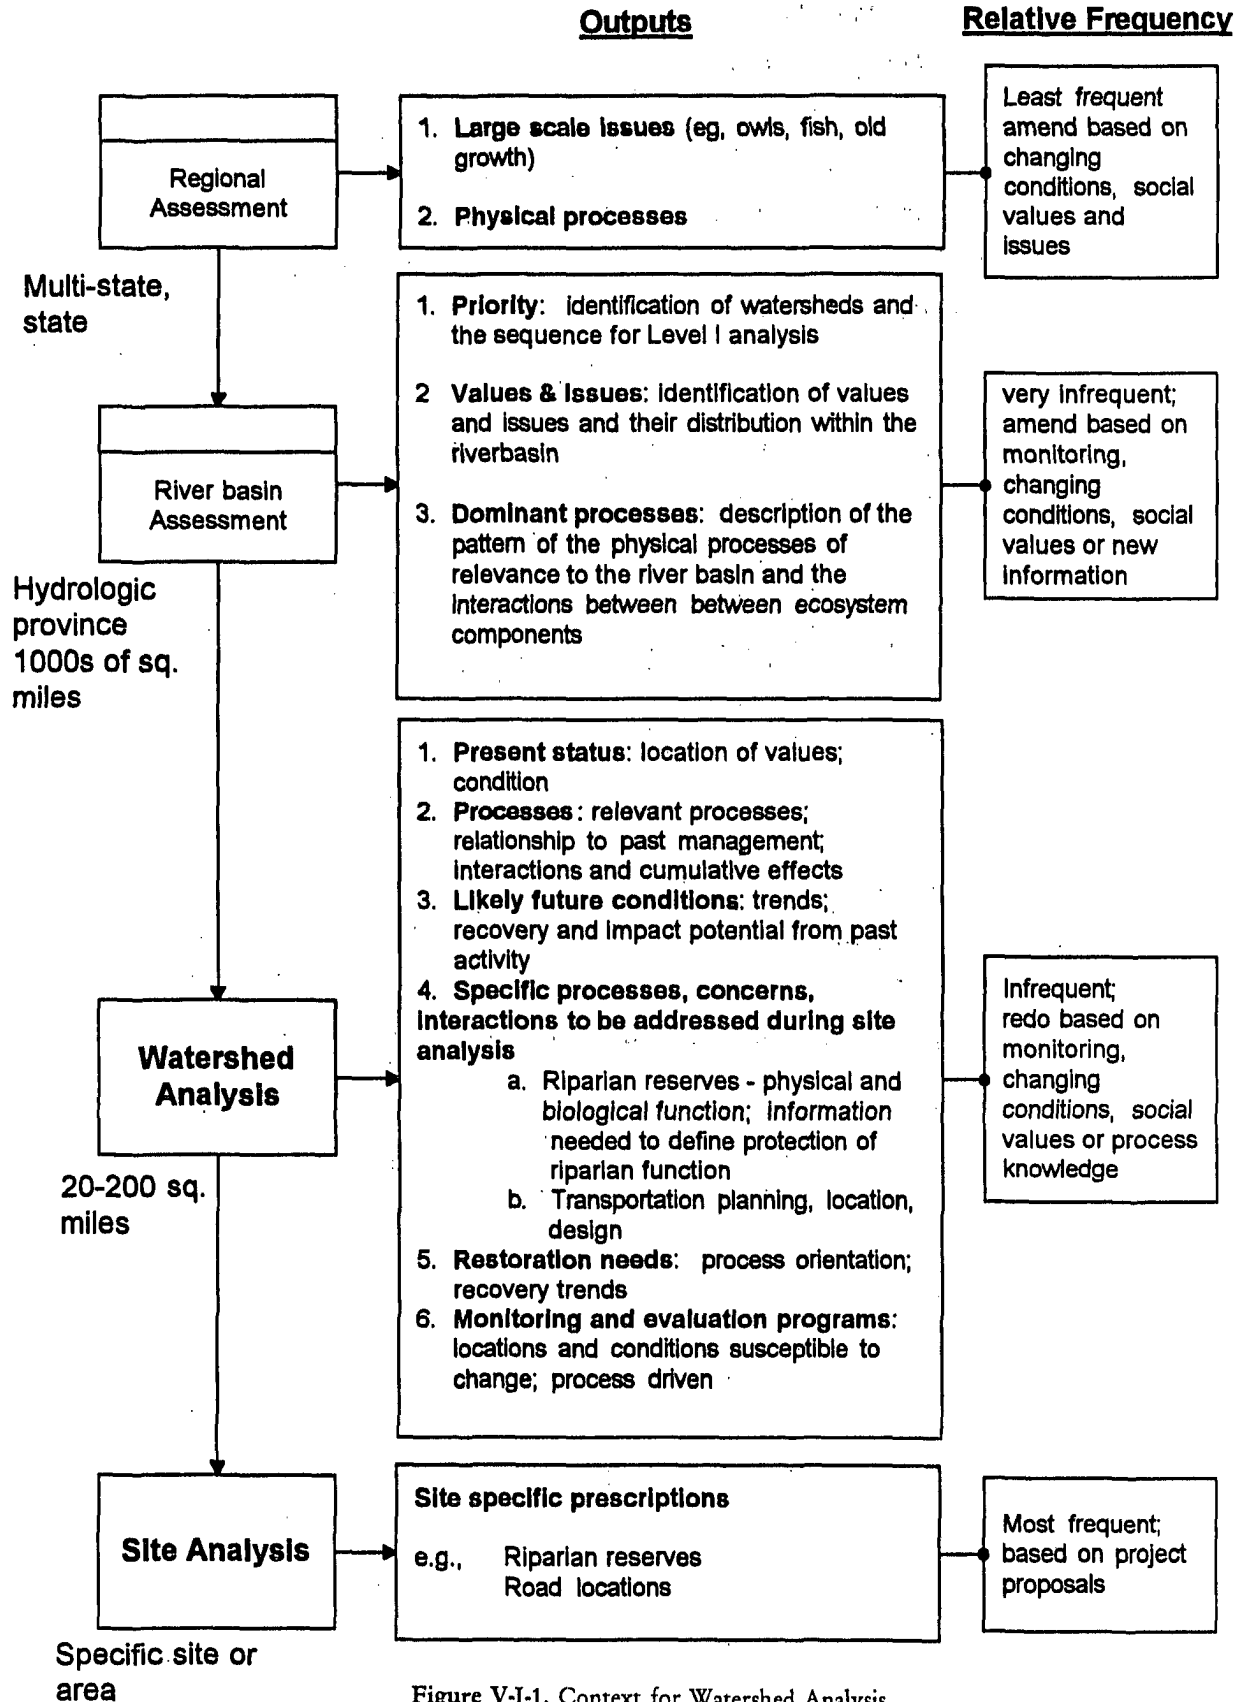 Outputs
Relative Frequency
Regional
Assessment
1. Large scale issues (eg, owls, fish, old
growth)
2. Physical processes
Least frequent
amend based on
changing
conditions, social
values and
issues
Multi-state,
state
River basin
Assessment
1. Priority: identification of watersheds and
the sequence for Level I analysis
2 Values & Issues: identification of values
and issues and their distribution within the
riverbasin
3. Dominant processes: description of the
pattern of the physical processes of
relevance to the river basin and the
interactions between between ecosystem
components
very infrequent;
amend based on
monitoring,
changing
conditions, social
values or new
information
Hydrologic
province
1000s of sq.
miles
Watershed
Analysis
1. Present status: location of values;
condition
2. Processes: relevant processes;
relationship to past management;
interactions and cumulative effects
3. Likely future conditions: trends;
recovery and impact potential from past
activity
4. Specific processes, concerns,
interactions to be addressed during site
analysis
a. Riparian reserves - physical and
biological function; information
needed to define protection of
riparian function
b. Transportation planning, location,
design
5. Restoration needs: process orientation;
recovery trends
6. Monitoring and evaluation programs:
locations and conditions susceptible to
change; process driven
Infrequent;
redo based on
monitoring,
changing
conditions, social
values or process
knowledge
20-200 sq.
miles
Site Analysis
Site specific prescriptions
e.g., Riparian reserves
Road locations
Most frequent;
based on project
proposals
Specific site or
area
Figure V-I-1. Context for Watershed Analysis